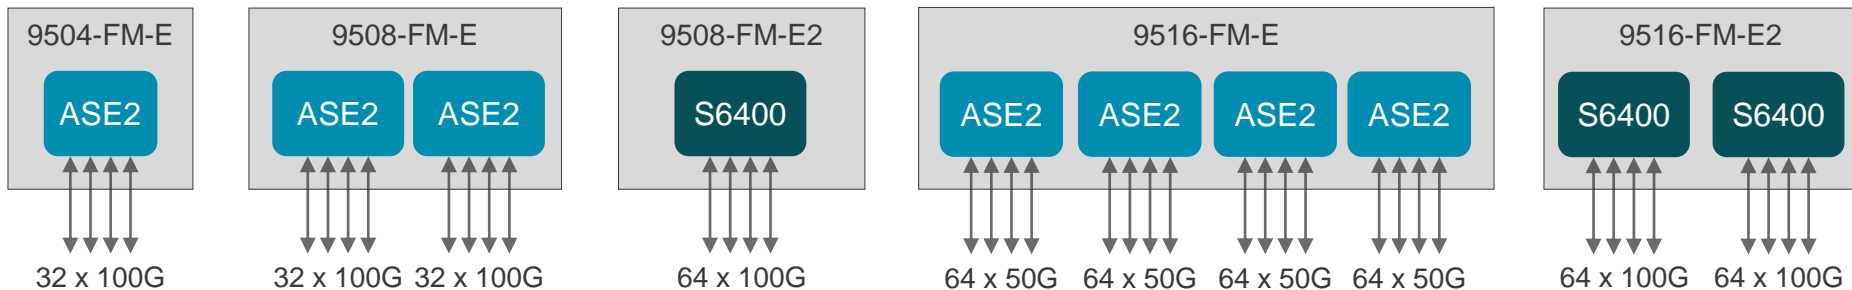 9504-FM-E
9508-FM-E
9508-FM-E2
9516-FM-E
9516-FM-E2
ASE2
ASE2
ASE2
S6400
ASE2
ASE2
ASE2
ASE2
S6400
S6400
32 x 100G
32 x 100G
32 x 100G
64 x 100G
64 x 50G
64 x 50G
64 x 50G
64 x 50G
64 x 100G
64 x 100G